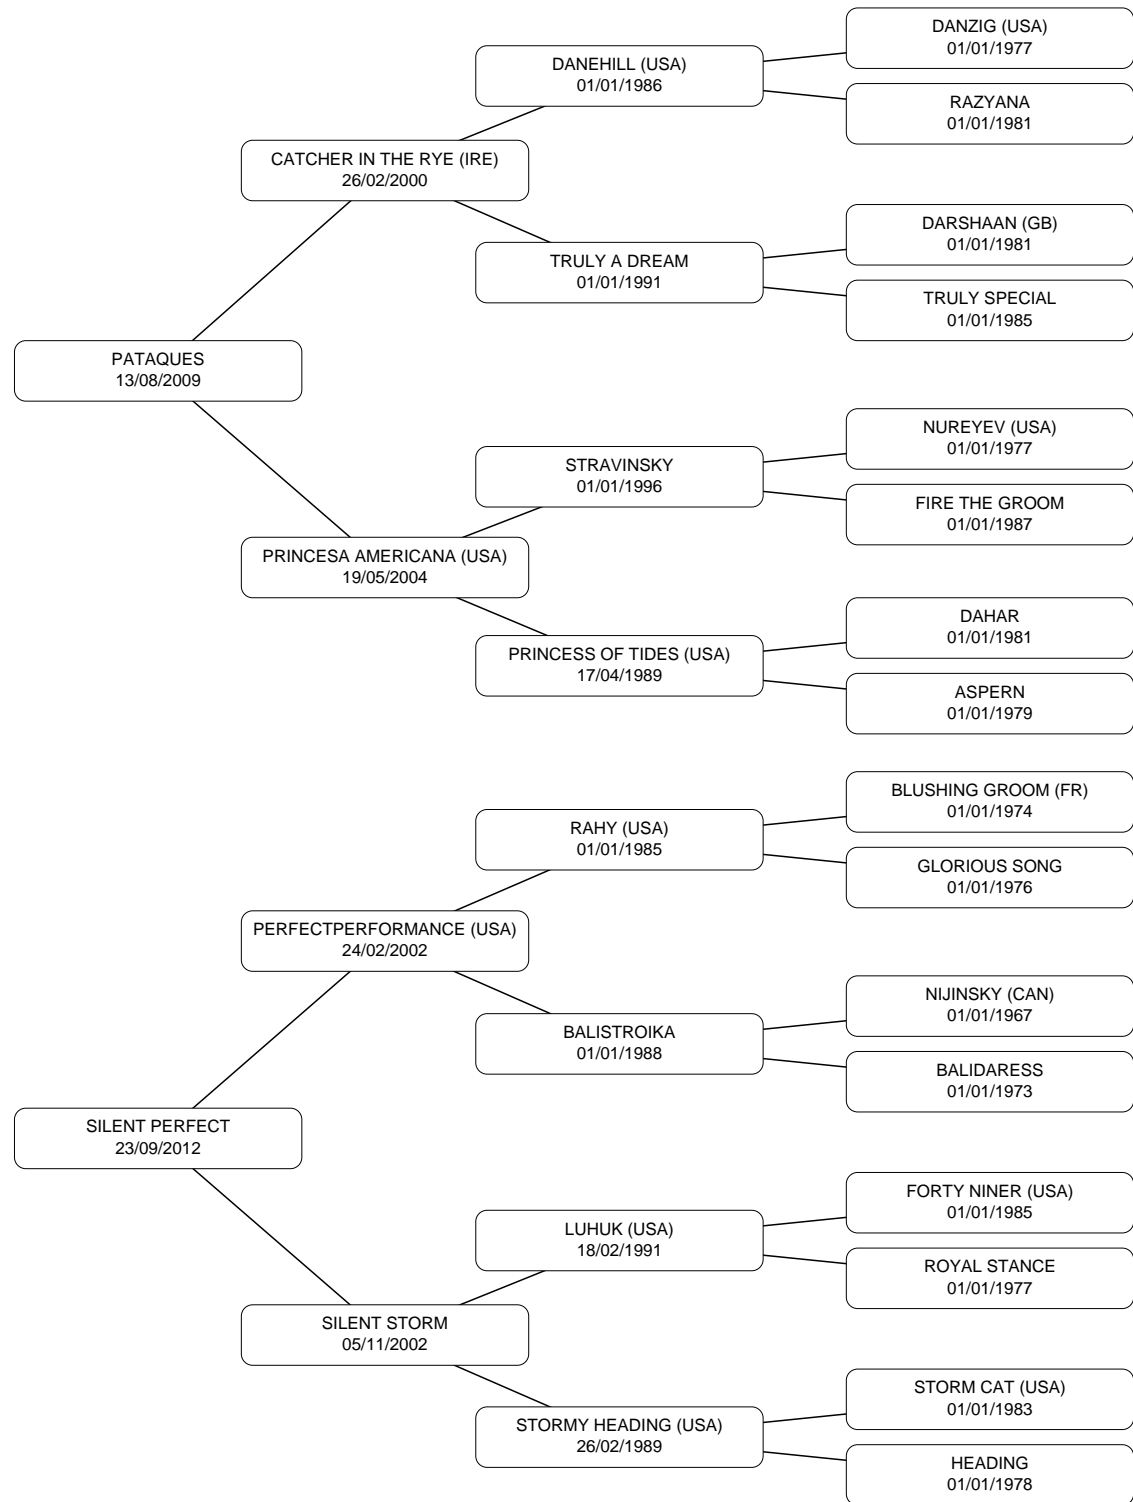 DANZIG (USA)
01/01/1977
DANEHILL (USA)
01/01/1986
RAZYANA
01/01/1981
CATCHER IN THE RYE (IRE)
26/02/2000
DARSHAAN (GB)
01/01/1981
TRULY A DREAM
01/01/1991
TRULY SPECIAL
01/01/1985
PATAQUES
13/08/2009
NUREYEV (USA)
01/01/1977
STRAVINSKY
01/01/1996
FIRE THE GROOM
01/01/1987
PRINCESA AMERICANA (USA)
19/05/2004
DAHAR
01/01/1981
PRINCESS OF TIDES (USA)
17/04/1989
ASPERN
01/01/1979
BLUSHING GROOM (FR)
01/01/1974
RAHY (USA)
01/01/1985
GLORIOUS SONG
01/01/1976
PERFECTPERFORMANCE (USA)
24/02/2002
NIJINSKY (CAN)
01/01/1967
BALISTROIKA
01/01/1988
BALIDARESS
01/01/1973
SILENT PERFECT
23/09/2012
FORTY NINER (USA)
01/01/1985
LUHUK (USA)
18/02/1991
ROYAL STANCE
01/01/1977
SILENT STORM
05/11/2002
STORM CAT (USA)
01/01/1983
STORMY HEADING (USA)
26/02/1989
HEADING
01/01/1978